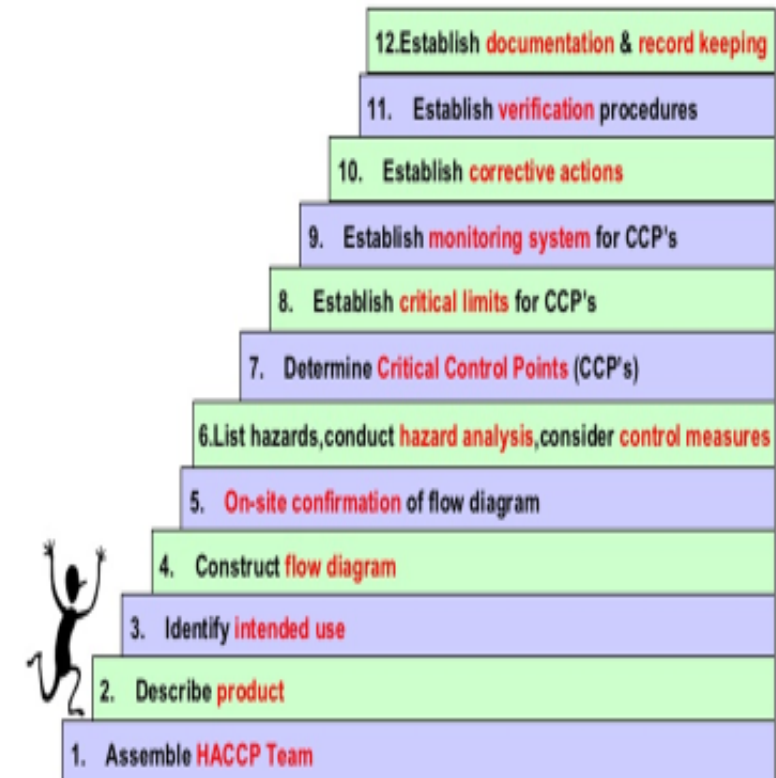 12.Establish documentation & record keeping
11. Establish verification procedures
10. Establish corrective actions
9. Establish monitoring system for CCP's
8. Establish critical limits for CCP's
7. Determine Critical Control Points (CCP's)
6.List hazards,conduct hazard analysis,consider control measures
5. On-site confirmation of flow diagram
4. Construct flow diagram
3. Identify intended use
2. Describe product
1. Assemble HACCP Team